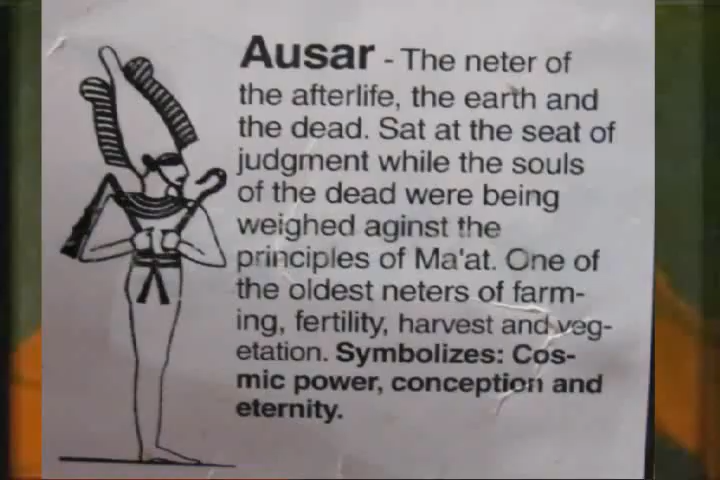 Ausar - The neter of
the afterlife, the earth and
the dead. Sat at the seat of
judgment while the souls
of the dead were being
weighed aginst the
principles of Ma'at. One of
the oldest neters of farm-
ing, fertility, harvest and veg-
etation. Symbolizes: Cos-
mic power, conception and
eternity.